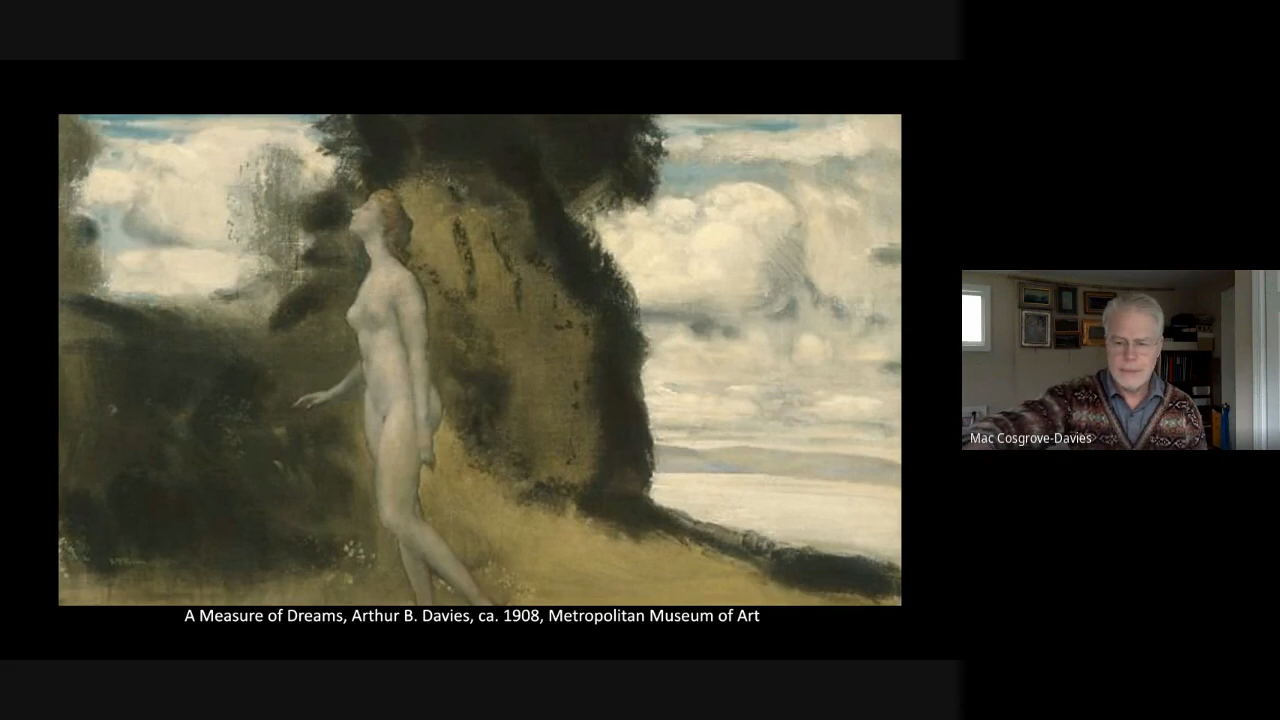 A Measure of Dreams, Arthur B. Davies, ca. 1908, Metropolitan Museum of Art
Mac Cosgrove-Davies